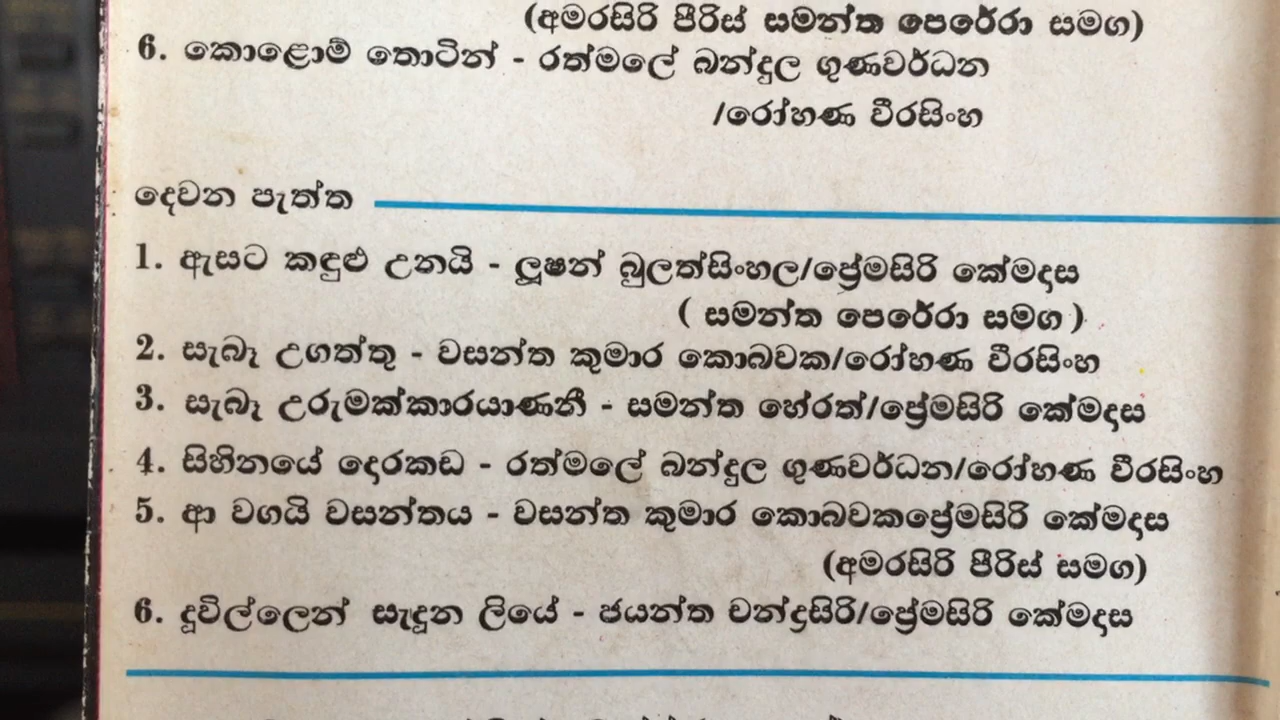 (අමරසිරි පීරිස් සමන්ත පෙරේරා සමග)
6. කොළොම් තොටින් - රත්මලේ බන්දුල ගුණවර්ධන
/රෝහණ වීරසිංහ
දෙවන පැත්ත
1. ඇසට කඳුළු උනයි - ලූෂන් බුලත්සිංහල/ප්‍රේමසිරි කේමදාස
( සමන්ත පෙරේරා සමග )
2. සැබෑ උගත්තු - වසන්ත කුමාර කොබවක/රෝහණ වීරසිංහ
3. සැබෑ උරුමක්කාරයාණනී - සමන්ත හේරත්/ප්‍රේමසිරි කේමදාස
4. සිහිනයේ දොරකඩ - රත්මලේ බන්දුල ගුණවර්ධන/රෝහණ වීරසිංහ
5. ආ වගයි වසන්තය - වසන්ත කුමාර කොබවකප්‍රේමසිරි කේමදාස
(අමරසිරි පීරිස් සමග)
6. දූවිල්ලෙන් සැදූන ලියේ - ජයන්ත චන්ද්‍රසිරි/ප්‍රේමසිරි කේමදාස